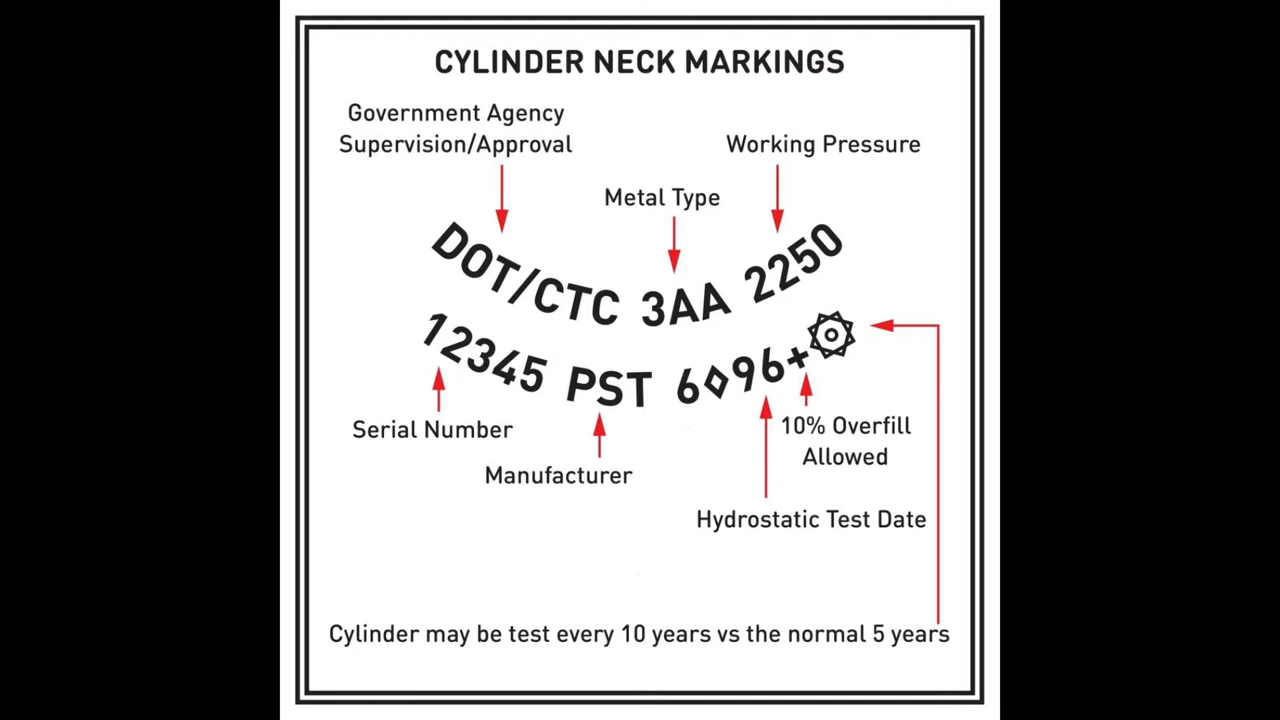 CYLINDER NECK MARKINGS
Government Agency
Supervision/Approval
Working Pressure
Metal Type
DOT/CTC 3AA 2250
12345 PST 6◊96+
Serial Number
10% Overfill
Allowed
Manufacturer
Hydrostatic Test Date
Cylinder may be test every 10 years vs the normal 5 years